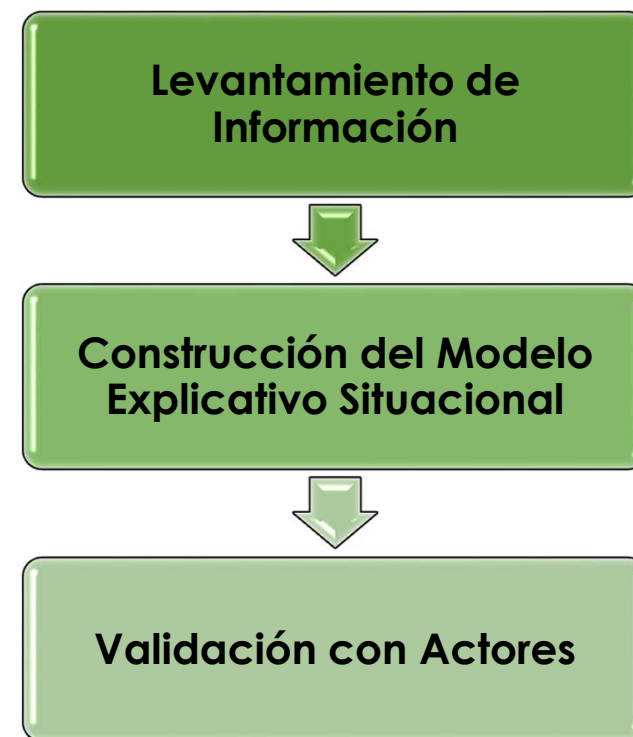 Levantamiento de
Información
Construcción del Modelo
Explicativo Situacional
Validación con Actores